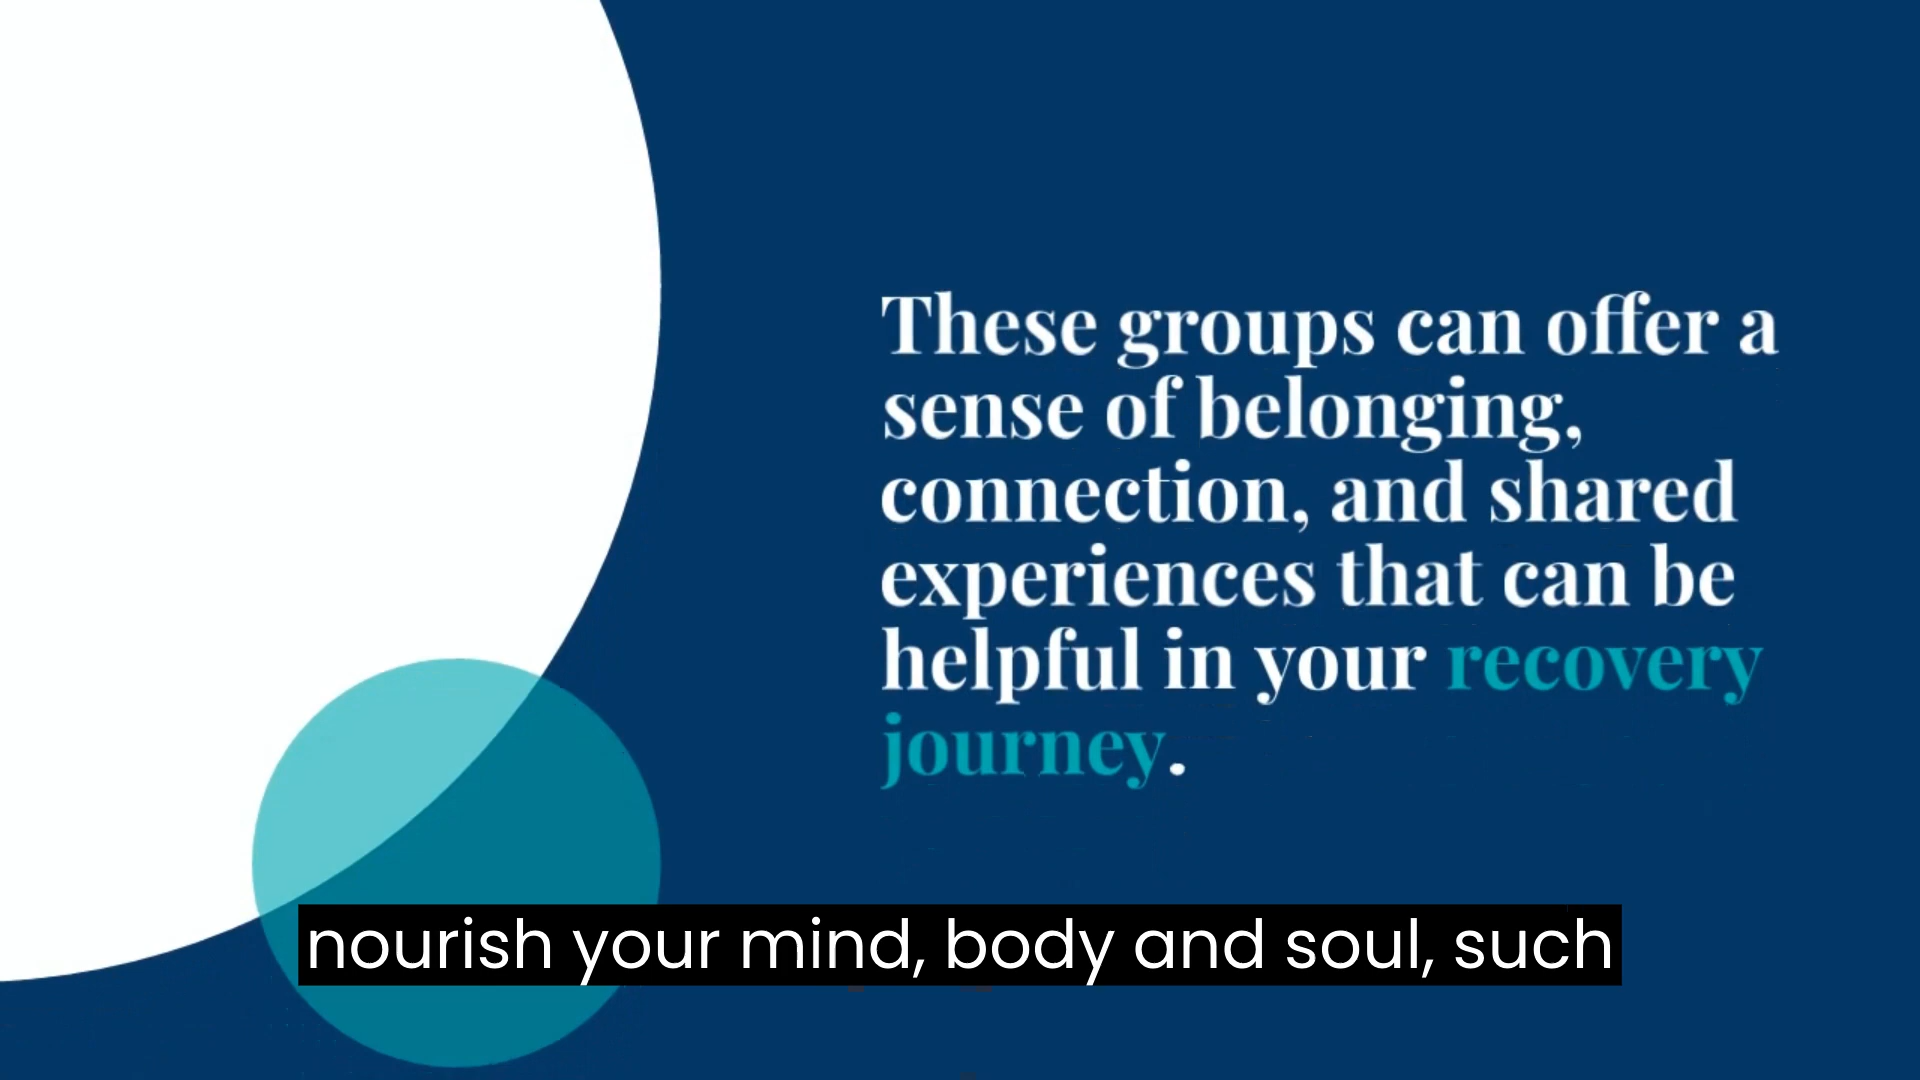 These groups can offer a
sense of belonging,
connection, and shared
experiences that can be
helpful in your recovery
journey.
nourish your mind, body and soul, such